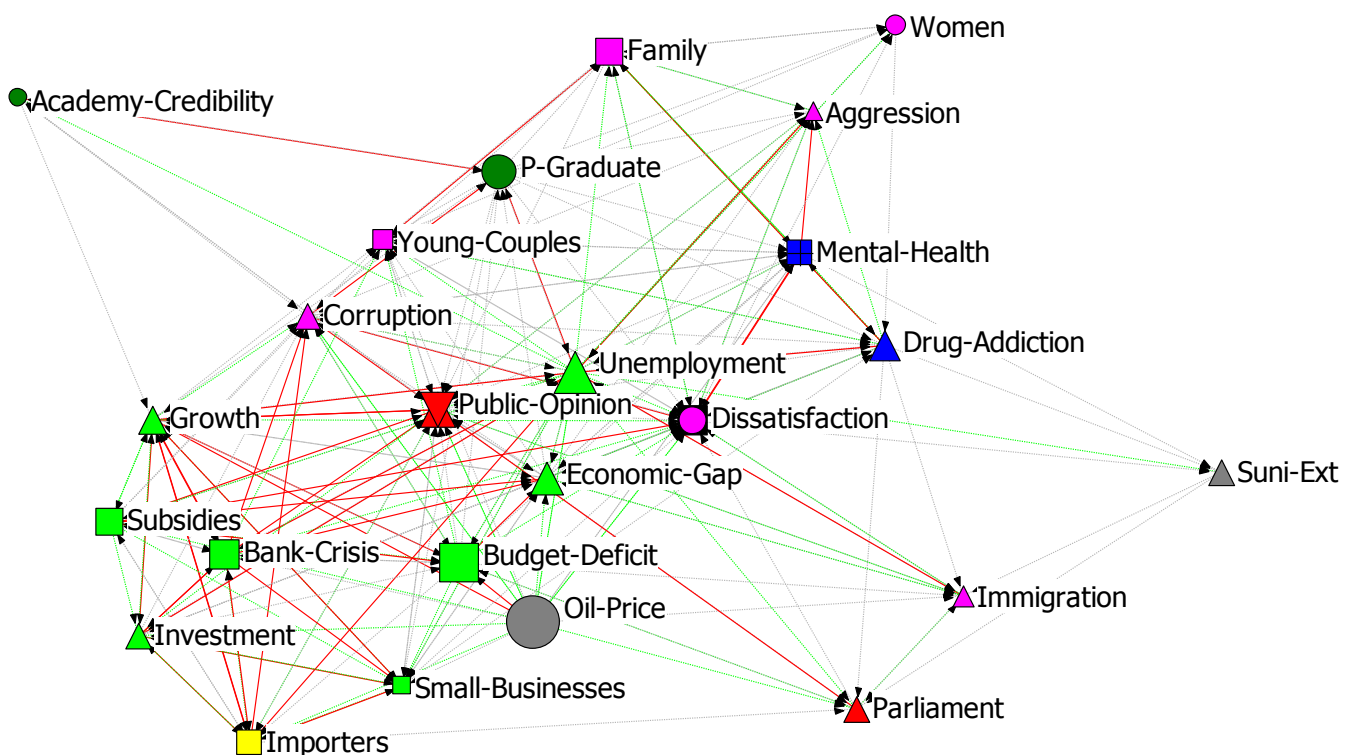 Women
Family
Academy-Credibility
Aggression
P-Graduate
Young-Couples
Mental-Health
Corruption
Drug-Addiction
Unemployment
Public-Opinion
Growth
Dissatisfaction
Economic-Gap
Suni-Ext
Subsidies
Bank-Crisis
Budget-Deficit
Oil-Price
Immigration
Investment
Small-Businesses
Parliament
Importers